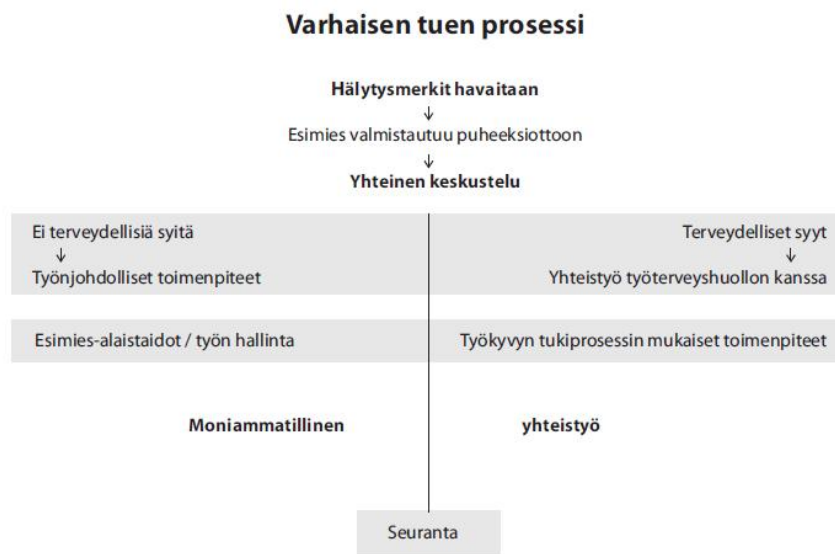 Varhaisen tuen prosessi
Hälytysmerkit havaitaan
Esimies valmistautuu puheeksiottoon
Yhteinen keskustelu
Ei terveydellisiä syitä
Työnjohdolliset toimenpiteet
Terveydelliset syyt
Yhteistyö työterveyshuollon kanssa
Esimies-alaistaidot / työn hallinta
Työkyvyn tukiprosessin mukaiset toimenpiteet
Moniammatillinen yhteistyö
Seuranta